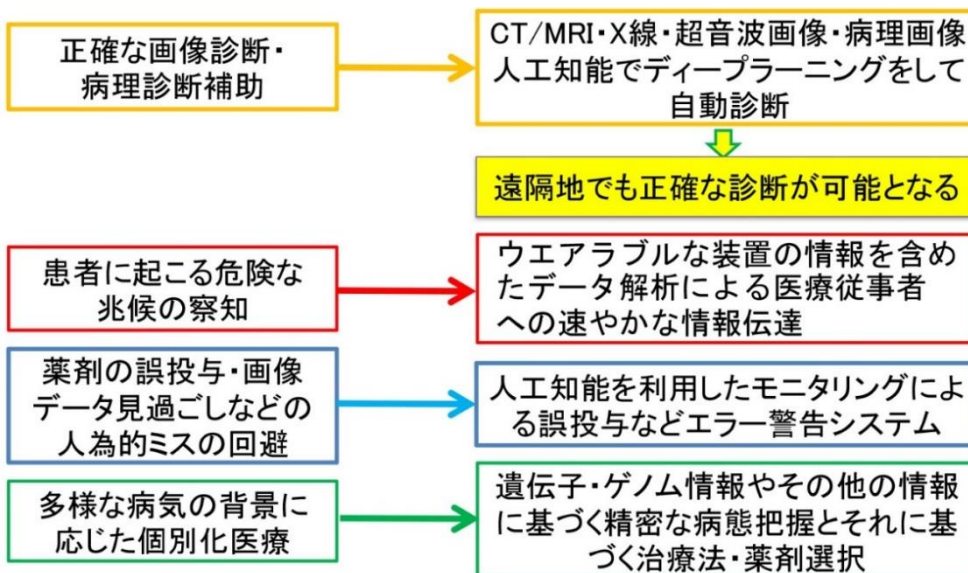 正確な画像診断・
病理診断補助
CT/MRI・X線・超音波画像・病理画像
人工知能でディープラーニングをして
自動診断
遠隔地でも正確な診断が可能となる
患者に起こる危険な
兆候の察知
ウエアラブルな装置の情報を含め
たデータ解析による医療従事者
への速やかな情報伝達
薬剤の誤投与・画像
データ見過ごしなどの
人為的ミスの回避
人工知能を利用したモニタリングによ
る誤投与などエラー警告システム
多様な病気の背景に
応じた個別化医療
遺伝子・ゲノム情報やその他の情報
に基づく精密な病態把握とそれに基
づく治療法・薬剤選択